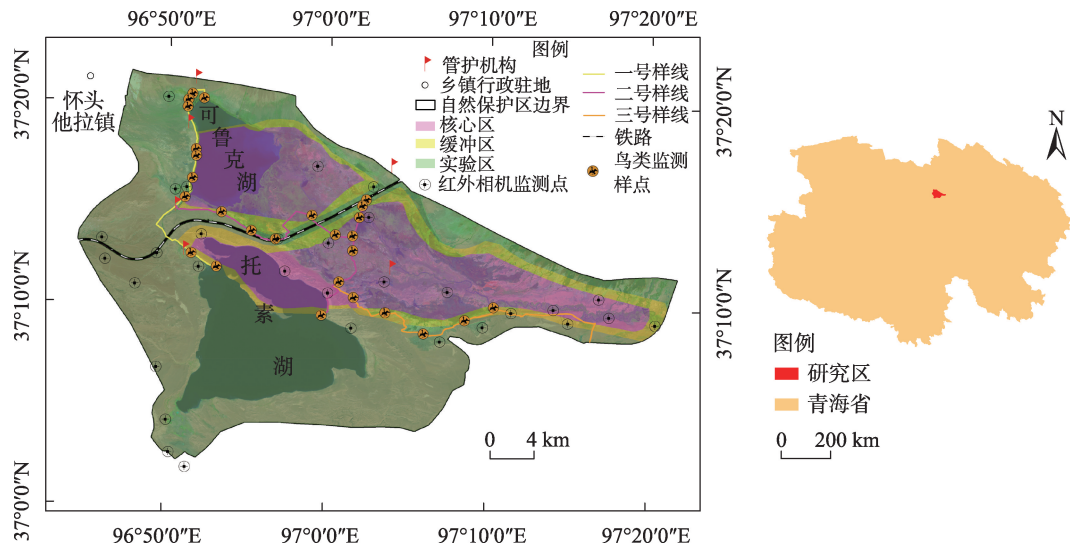 96°50′0″E 97°0′0″E 97°10′0″E 97°20′0″E
37°20′0″N
37°10′0″N
37°0′0″N
怀头
他拉镇
可
鲁
克
湖
托
素
湖
图例
管护机构
乡镇行政驻地
自然保护区边界
核心区
缓冲区
实验区
红外相机监测点
一号样线
二号样线
三号样线
铁路
鸟类监测
样点
0 4 km
37°20′0″N
37°10′0″N
37°0′0″N
96°50′0″E 97°0′0″E 97°10′0″E 97°20′0″E
N
图例
研究区
青海省
0 200 km